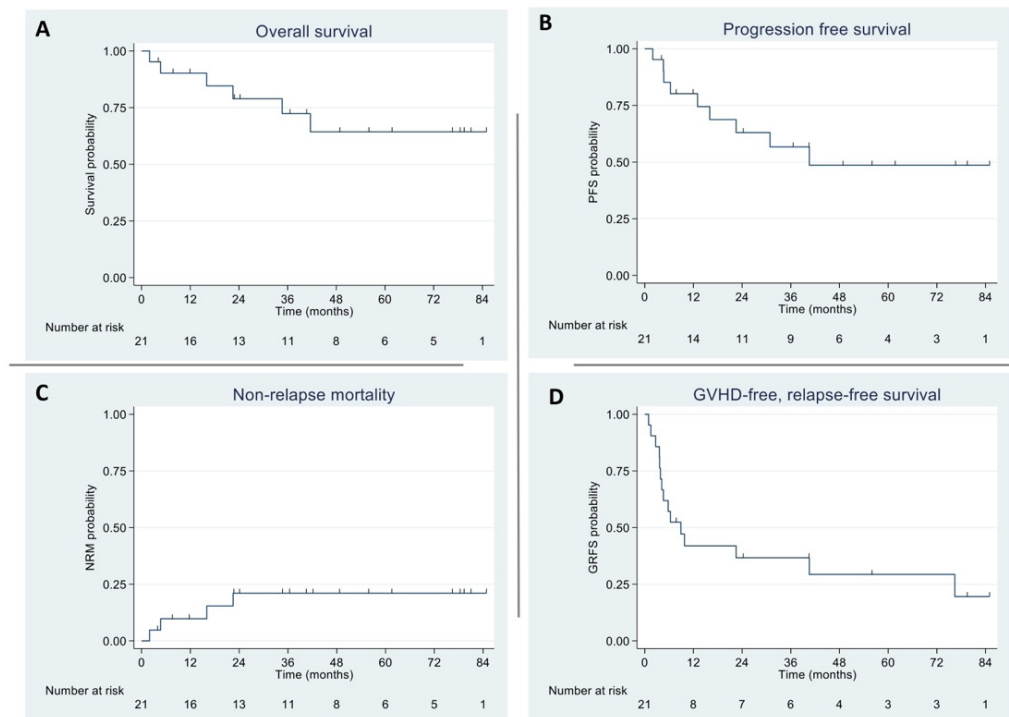 A
Overall survival
Survival probability
1.00
0.75
0.50
0.25
0.00
0 12 24 36 48 60 72 84
Time (months)
Number at risk
21 16 13 11 8 6 5 1
B
Progression free survival
PFS probability
1.00
0.75
0.50
0.25
0.00
0 12 24 36 48 60 72 84
Time (months)
Number at risk
21 14 11 9 6 4 3 1
C
Non-relapse mortality
NRM probability
1.00
0.75
0.50
0.25
0.00
0 12 24 36 48 60 72 84
Time (months)
Number at risk
21 16 13 11 8 6 5 1
D
GVHD-free, relapse-free survival
GRFS probability
1.00
0.75
0.50
0.25
0.00
0 12 24 36 48 60 72 84
Time (months)
Number at risk
21 8 7 6 4 3 3 1